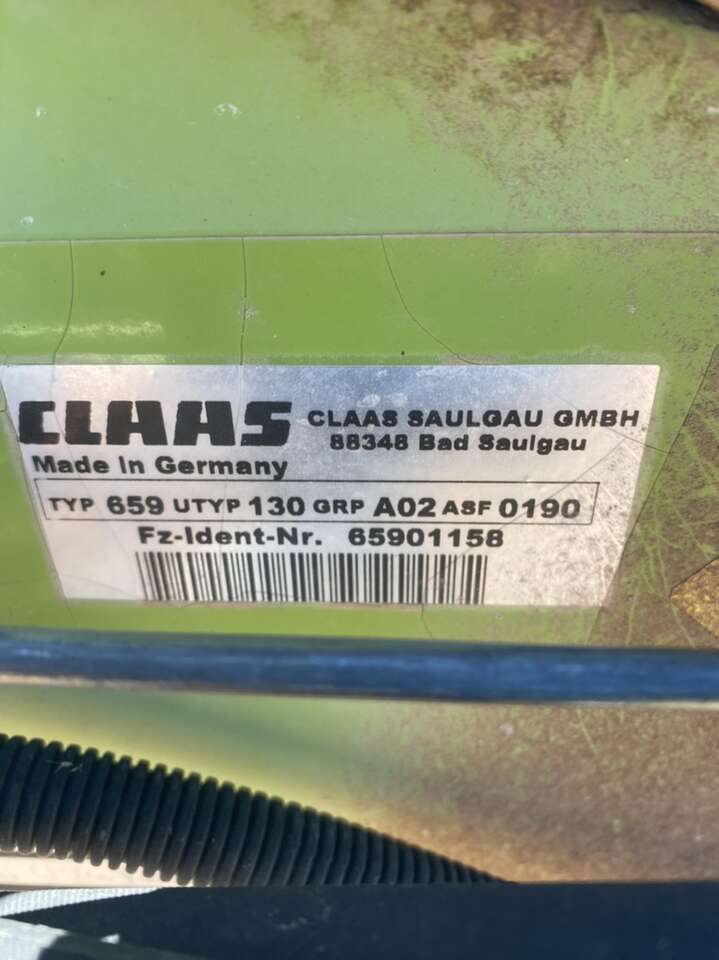 CLAAS CLAAS SAULGAU GMBH
88348 Bad Saulgau
Made in Germany
TYP 659 UTYP 130 GRP A02 ASF 0190
Fz-Ident-Nr. 65901158